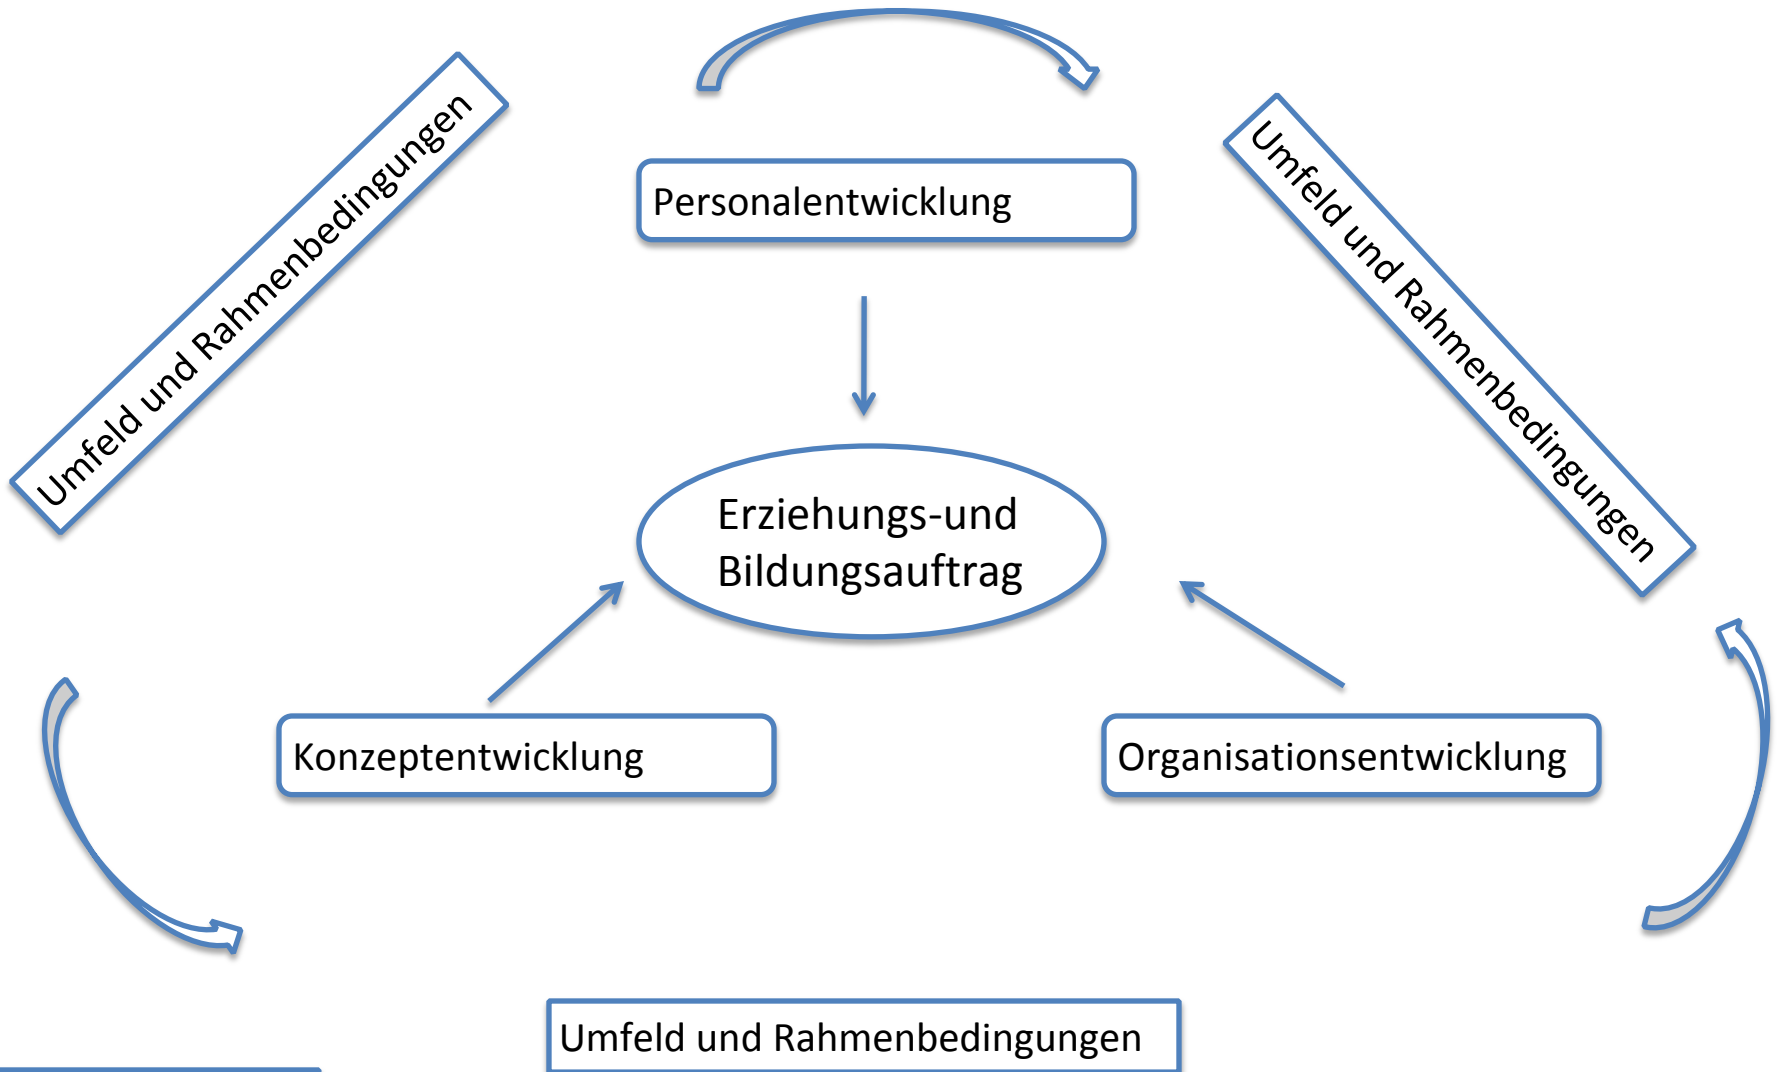 Umfeld und Rahmenbedingungen
Personalentwicklung
Umfeld und Rahmenbedingungen
Erziehungs-und
Bildungsauftrag
Konzeptentwicklung
Organisationsentwicklung
Umfeld und Rahmenbedingungen